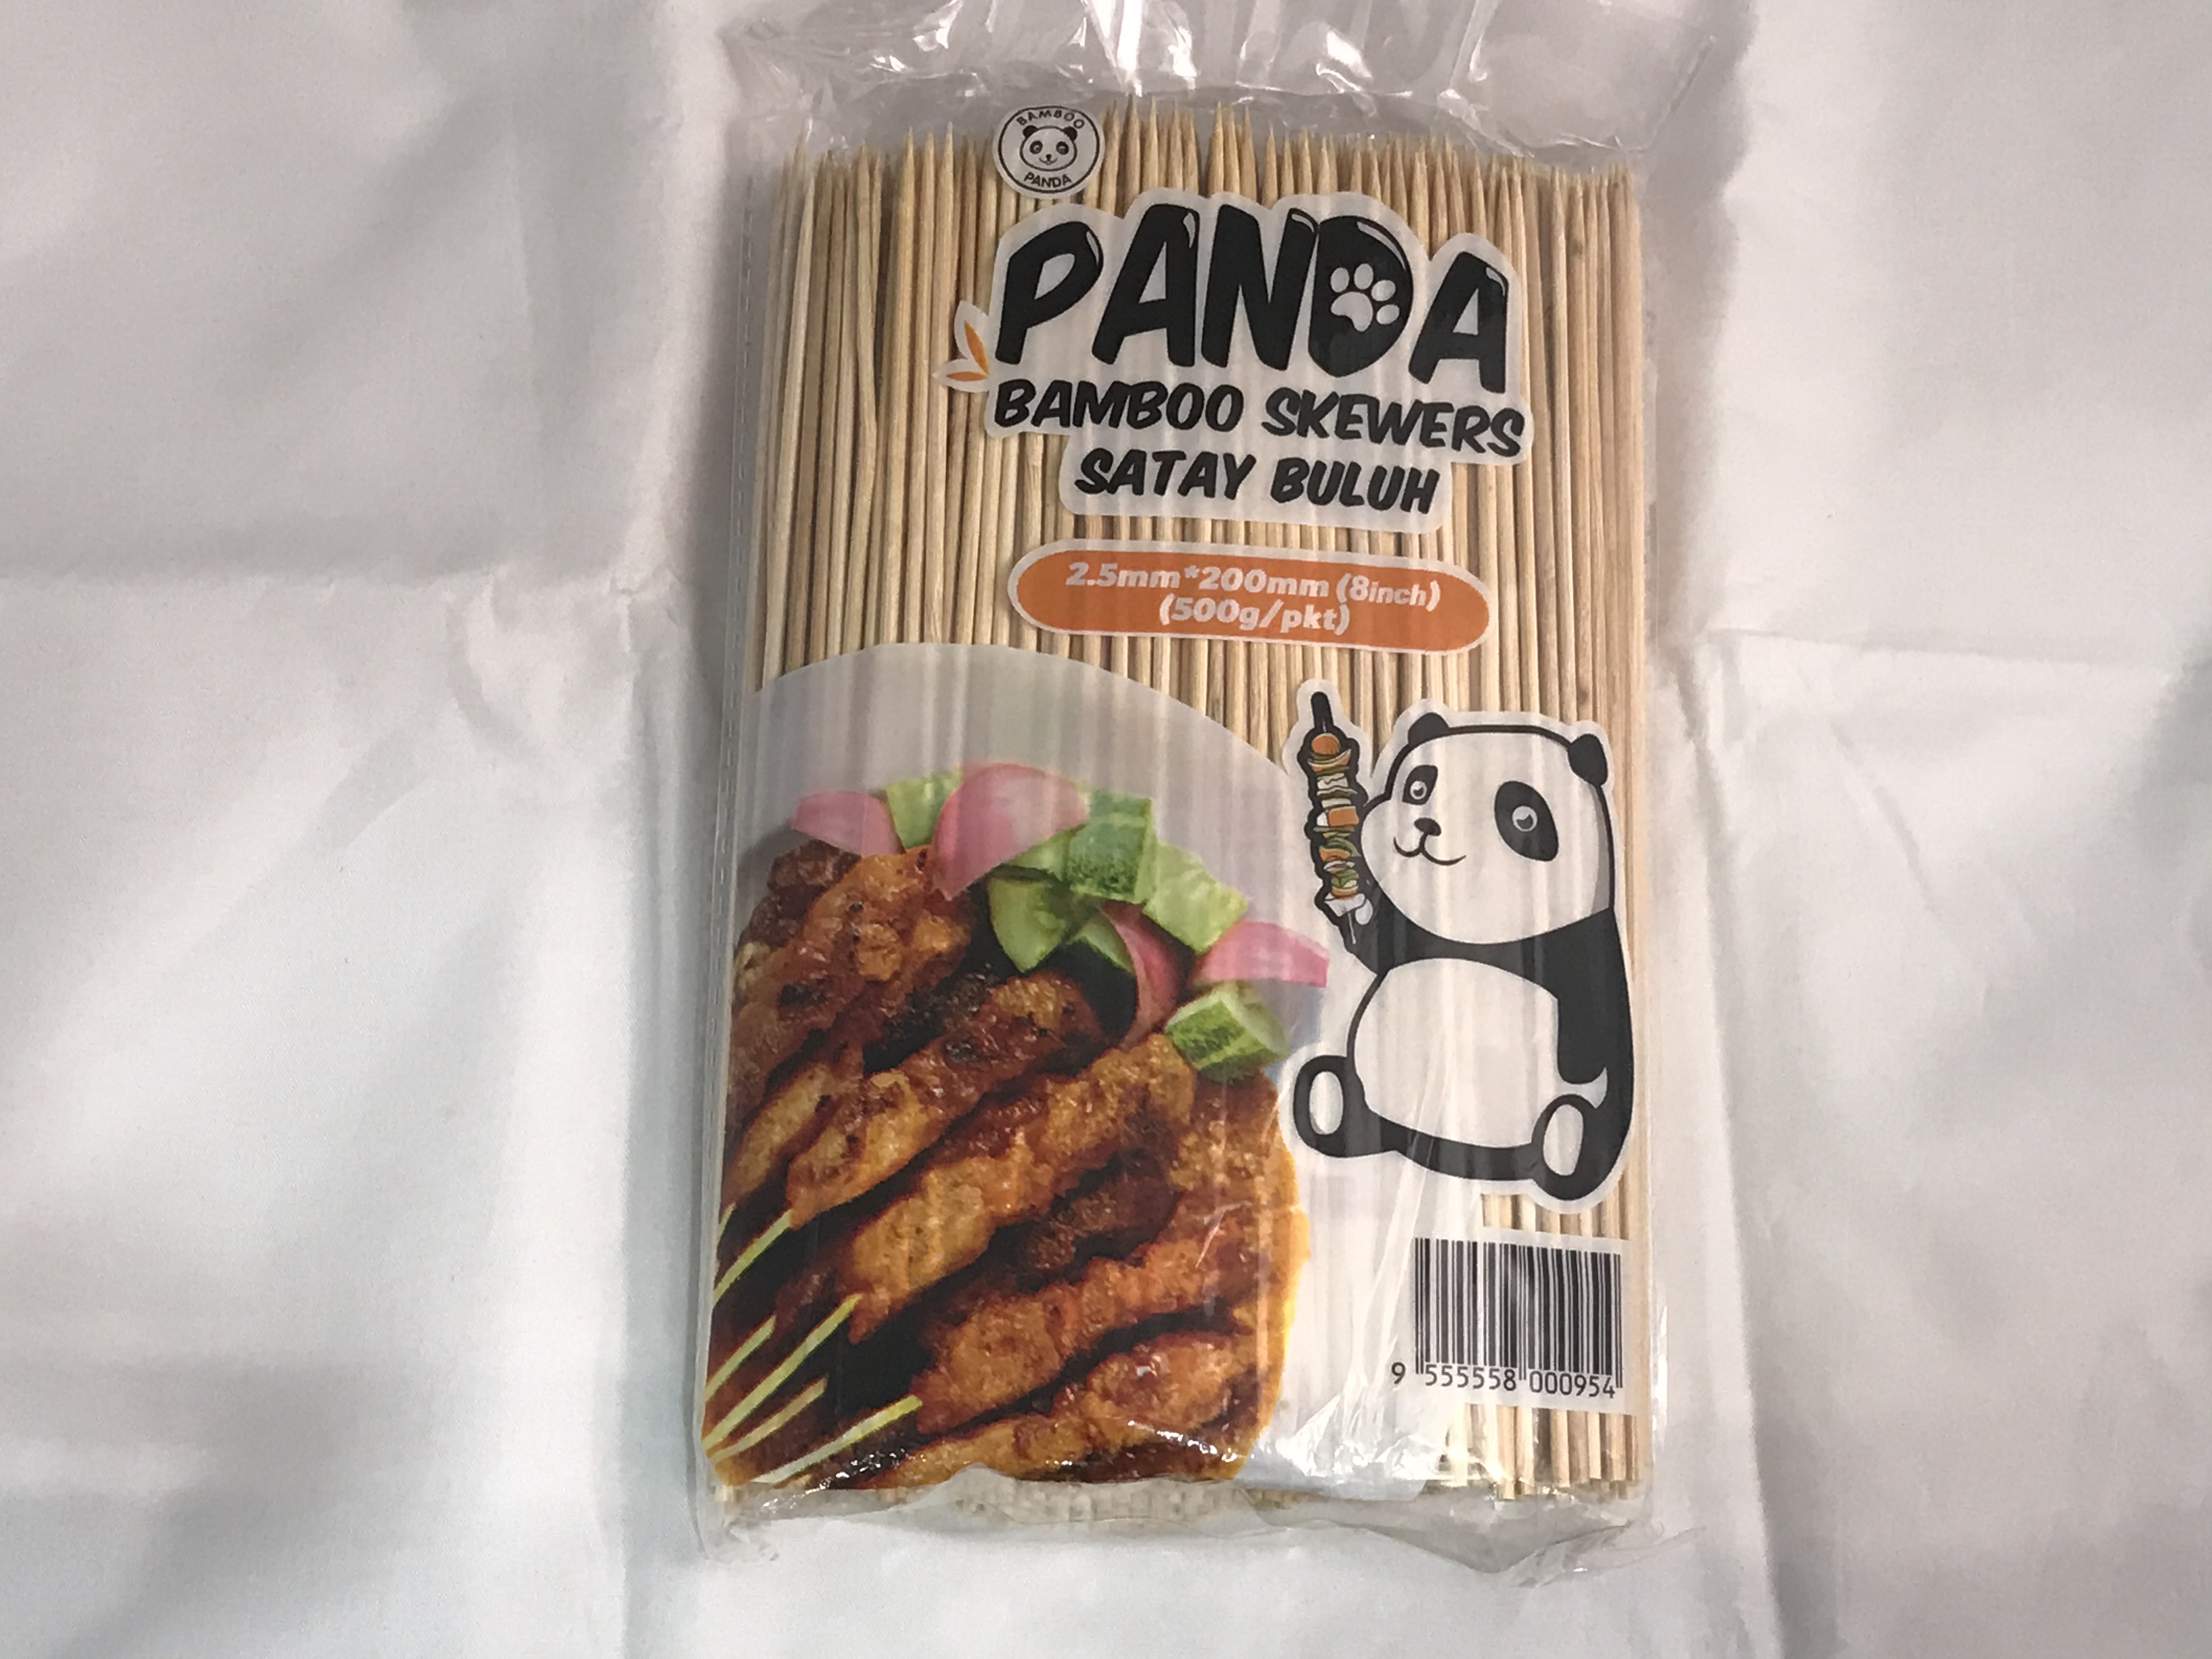 BAMBOO
PANDA
PANDA
BAMBOO SKEWERS
SATAY BULUH
2.5mm*200mm (8inch)
(500g/pkt)
9 555558 000954